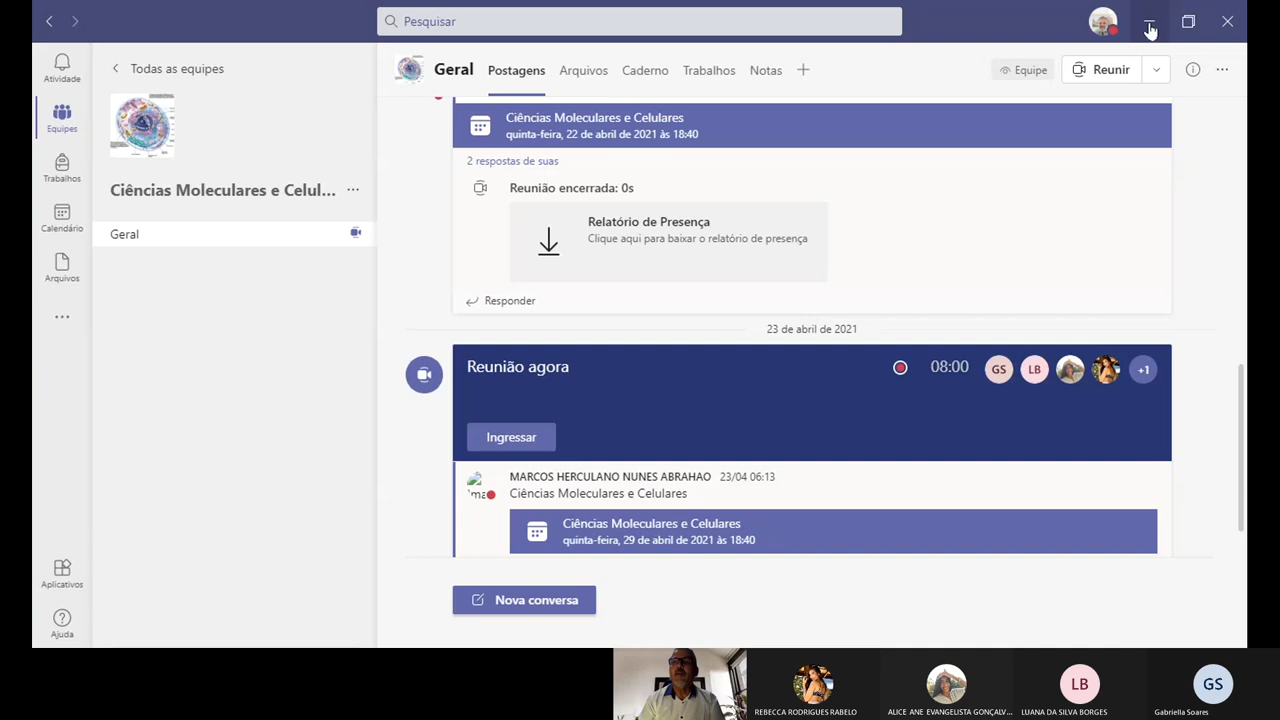 Pesquisar
Atividade
Equipes
Trabalhos
Calendário
Arquivos
Aplicativos
Ajuda
Todas as equipes
Ciências Moleculares e Celul...
Geral
Geral
Postagens
Arquivos
Caderno
Trabalhos
Notas
Equipe
Reunir
Ciências Moleculares e Celulares
quinta-feira, 22 de abril de 2021 às 18:40
2 respostas de suas
Reunião encerrada: 0s
Relatório de Presença
Clique aqui para baixar o relatório de presença
Responder
23 de abril de 2021
Reunião agora
08:00
GS
LB
+1
Ingressar
MARCOS HERCULANO NUNES ABRAHAO 23/04 06:13
Ciências Moleculares e Celulares
Ciências Moleculares e Celulares
quinta-feira, 29 de abril de 2021 às 18:40
Nova conversa
LB
GS
REBECCA RODRIGUES RABELO
ALICE ANE EVANGELISTA GONÇALV...
LUANA DA SILVA BORGES
Gabriella Soares